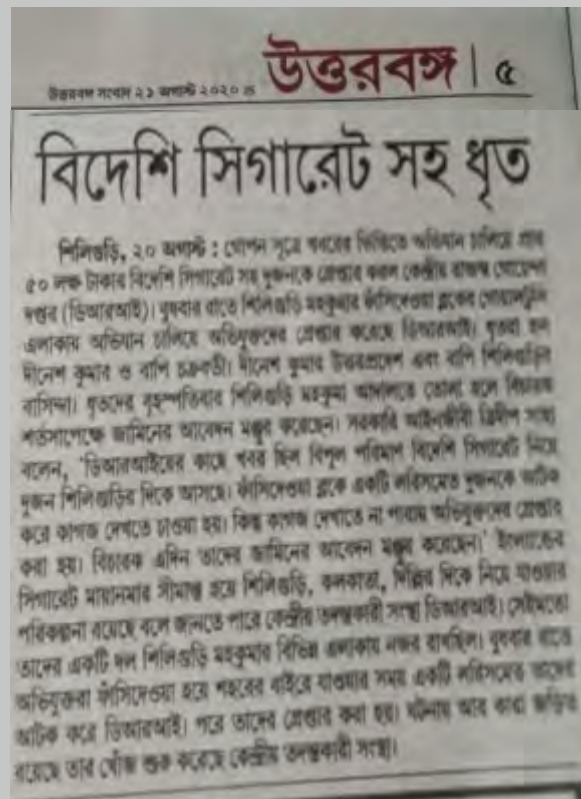 উত্তরবঙ্গ | ৫
উত্তরবঙ্গ সংবাদ ২১ অগাস্ট ২০২০
বিদেশি সিগারেট সহ ধৃত
শিলিগুড়ি, ২০ অগাস্ট : গোপন সূত্রে খবরের ভিত্তিতে অভিযান চালিয়ে প্রায়
৫০ লক্ষ টাকার বিদেশি সিগারেট সহ দুজনকে গ্রেপ্তার করল কেন্দ্রীয় রাজস্ব গোয়েন্দা
দপ্তর (ডিআরআই)। বুধবার রাতে শিলিগুড়ি মহকুমার ফাঁসিদেওয়া ব্লকের গোয়ালটুলি
এলাকায় অভিযান চালিয়ে অভিযুক্তদের গ্রেপ্তার করেছে ডিআরআই। ধৃতরা হল
দীনেশ কুমার ও বাপি চক্রবর্তী। দীনেশ কুমার উত্তরপ্রদেশ এবং বাপি শিলিগুড়ির
বাসিন্দা। ধৃতদের বৃহস্পতিবার শিলিগুড়ি মহকুমা আদালতে তোলা হলে বিচারক
শর্তসাপেক্ষে জামিনের আবেদন মঞ্জুর করেছেন। সরকারি আইনজীবী ত্রিদীপ সাহা
বলেন, 'ডিআরআইয়ের কাছে খবর ছিল বিপুল পরিমাণ বিদেশি সিগারেট নিয়ে
দুজন শিলিগুড়ির দিকে আসছে। ফাঁসিদেওয়া ব্লকে একটি লরিসমেত দুজনকে আটক
করে কাগজ দেখতে চাওয়া হয়। কিন্তু কাগজ দেখাতে না পারায় অভিযুক্তদের গ্রেপ্তার
করা হয়। বিচারক এদিন তাদের জামিনের আবেদন মঞ্জুর করেছেন।' ইংল্যান্ডের
সিগারেট মায়ানমার সীমান্ত হয়ে শিলিগুড়ি, কলকাতা, দিল্লির দিকে নিয়ে যাওয়ার
পরিকল্পনা রয়েছে বলে জানতে পারে কেন্দ্রীয় তদন্তকারী সংস্থা ডিআরআই। সেইমতো
তাদের একটি দল শিলিগুড়ি মহকুমার বিভিন্ন এলাকায় নজর রাখছিল। বুধবার রাতে
অভিযুক্তরা ফাঁসিদেওয়া হয়ে শহরের বাইরে যাওয়ার সময় একটি লরিসমেত তাদের
আটক করে ডিআরআই। পরে তাদের গ্রেপ্তার করা হয়। ঘটনায় আর কারা জড়িত
রয়েছে তার খোঁজ শুরু করেছে কেন্দ্রীয় তদন্তকারী সংস্থা।